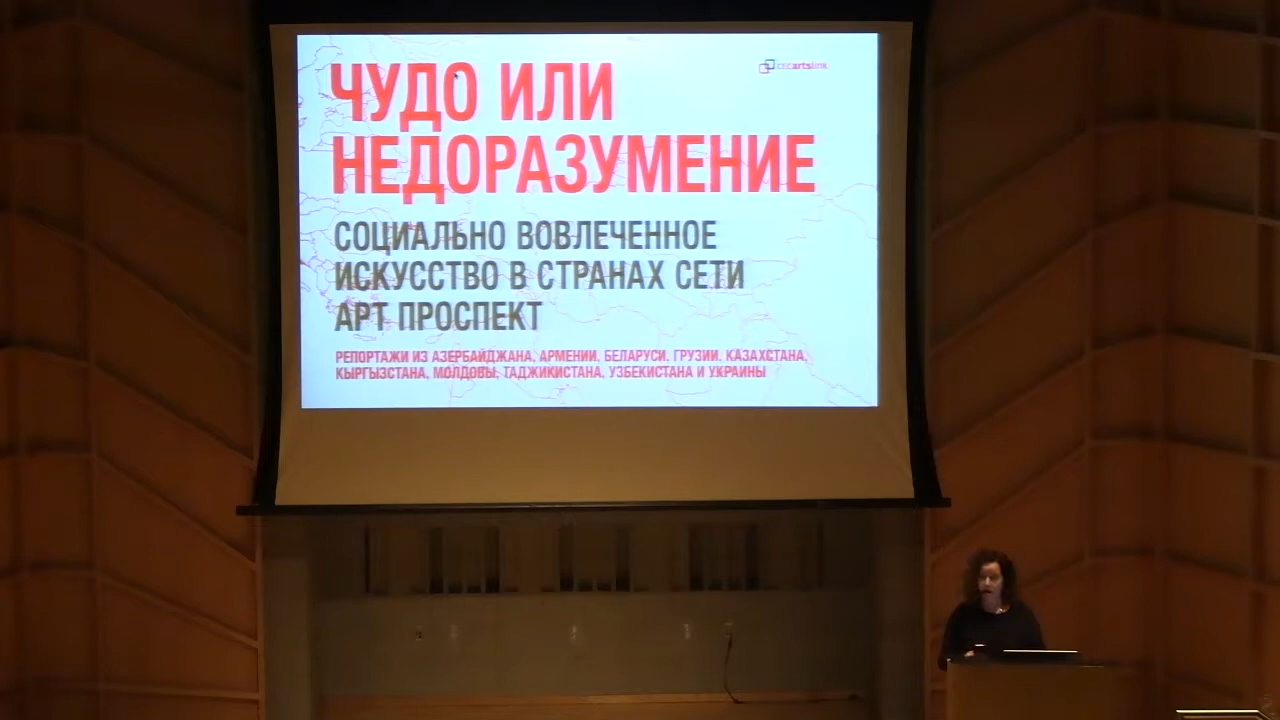 ЧУДО ИЛИ
НЕДОРАЗУМЕНИЕ
CECartslink
СОЦИАЛЬНО ВОВЛЕЧЕННОЕ
ИСКУССТВО В СТРАНАХ СЕТИ
АРТ ПРОСПЕКТ
РЕПОРТАЖИ ИЗ АЗЕРБАЙДЖАНА, АРМЕНИИ, БЕЛАРУСИ, ГРУЗИИ, КАЗАХСТАНА,
КЫРГЫЗСТАНА, МОЛДОВЫ, ТАДЖИКИСТАНА, УЗБЕКИСТАНА И УКРАИНЫ